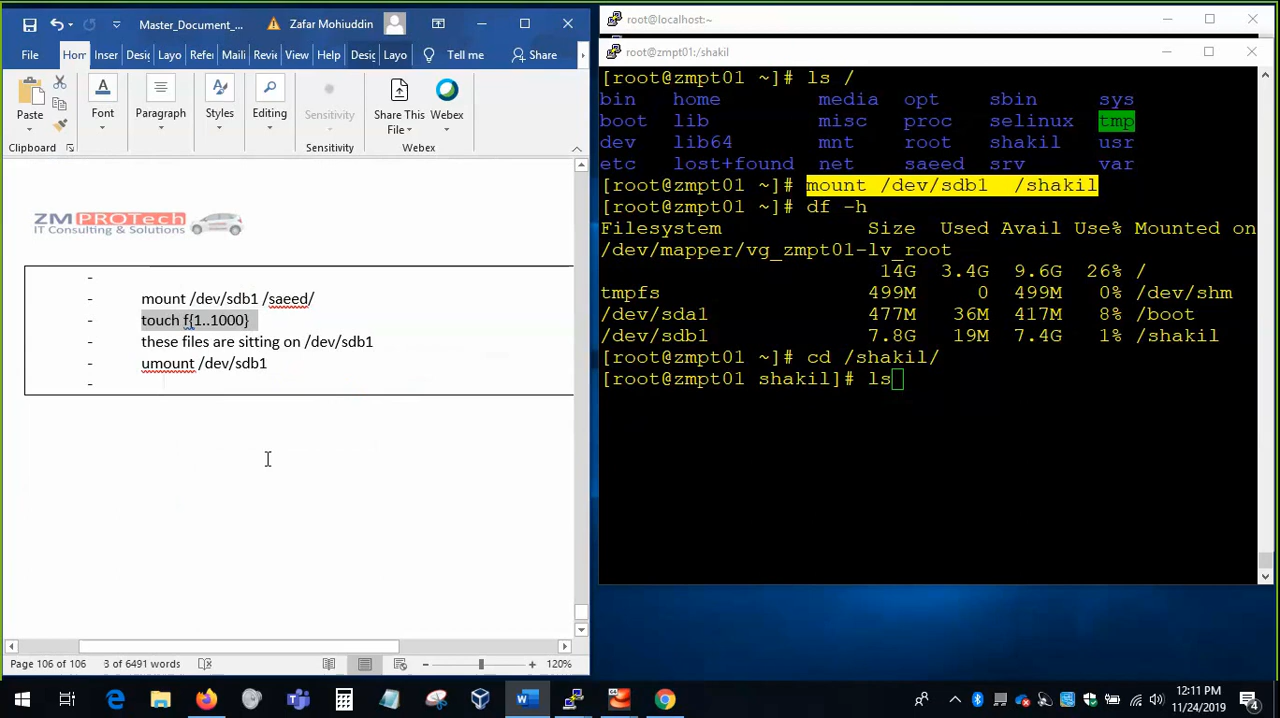 Master_Document_...
Zafar Mohiuddin
File
Hom
Inser
Desig
Layo
Refer
Maili
Revie
View
Help
Desig
Layo
Tell me
Share
Paste
Font
Paragraph
Styles
Editing
Sensitivity
Share This File
Webex
Clipboard
Sensitivity
Webex
ZM PROTech
IT Consulting & Solutions
-
- mount /dev/sdb1 /saeed/
- touch f{1..1000}
- these files are sitting on /dev/sdb1
- umount /dev/sdb1
-
Page 106 of 106
3 of 6491 words
120%
root@localhost:~
root@zmpt01:/shakil
[root@zmpt01 ~]# ls /
bin home media opt sbin sys
boot lib misc proc selinux tmp
dev lib64 mnt root shakil usr
etc lost+found net saeed srv var
[root@zmpt01 ~]# mount /dev/sdb1 /shakil
[root@zmpt01 ~]# df -h
Filesystem Size Used Avail Use% Mounted on
/dev/mapper/vg_zmpt01-lv_root
14G 3.4G 9.6G 26% /
tmpfs 499M 0 499M 0% /dev/shm
/dev/sda1 477M 36M 417M 8% /boot
/dev/sdb1 7.8G 19M 7.4G 1% /shakil
[root@zmpt01 ~]# cd /shakil/
[root@zmpt01 shakil]# ls
12:11 PM
11/24/2019
4